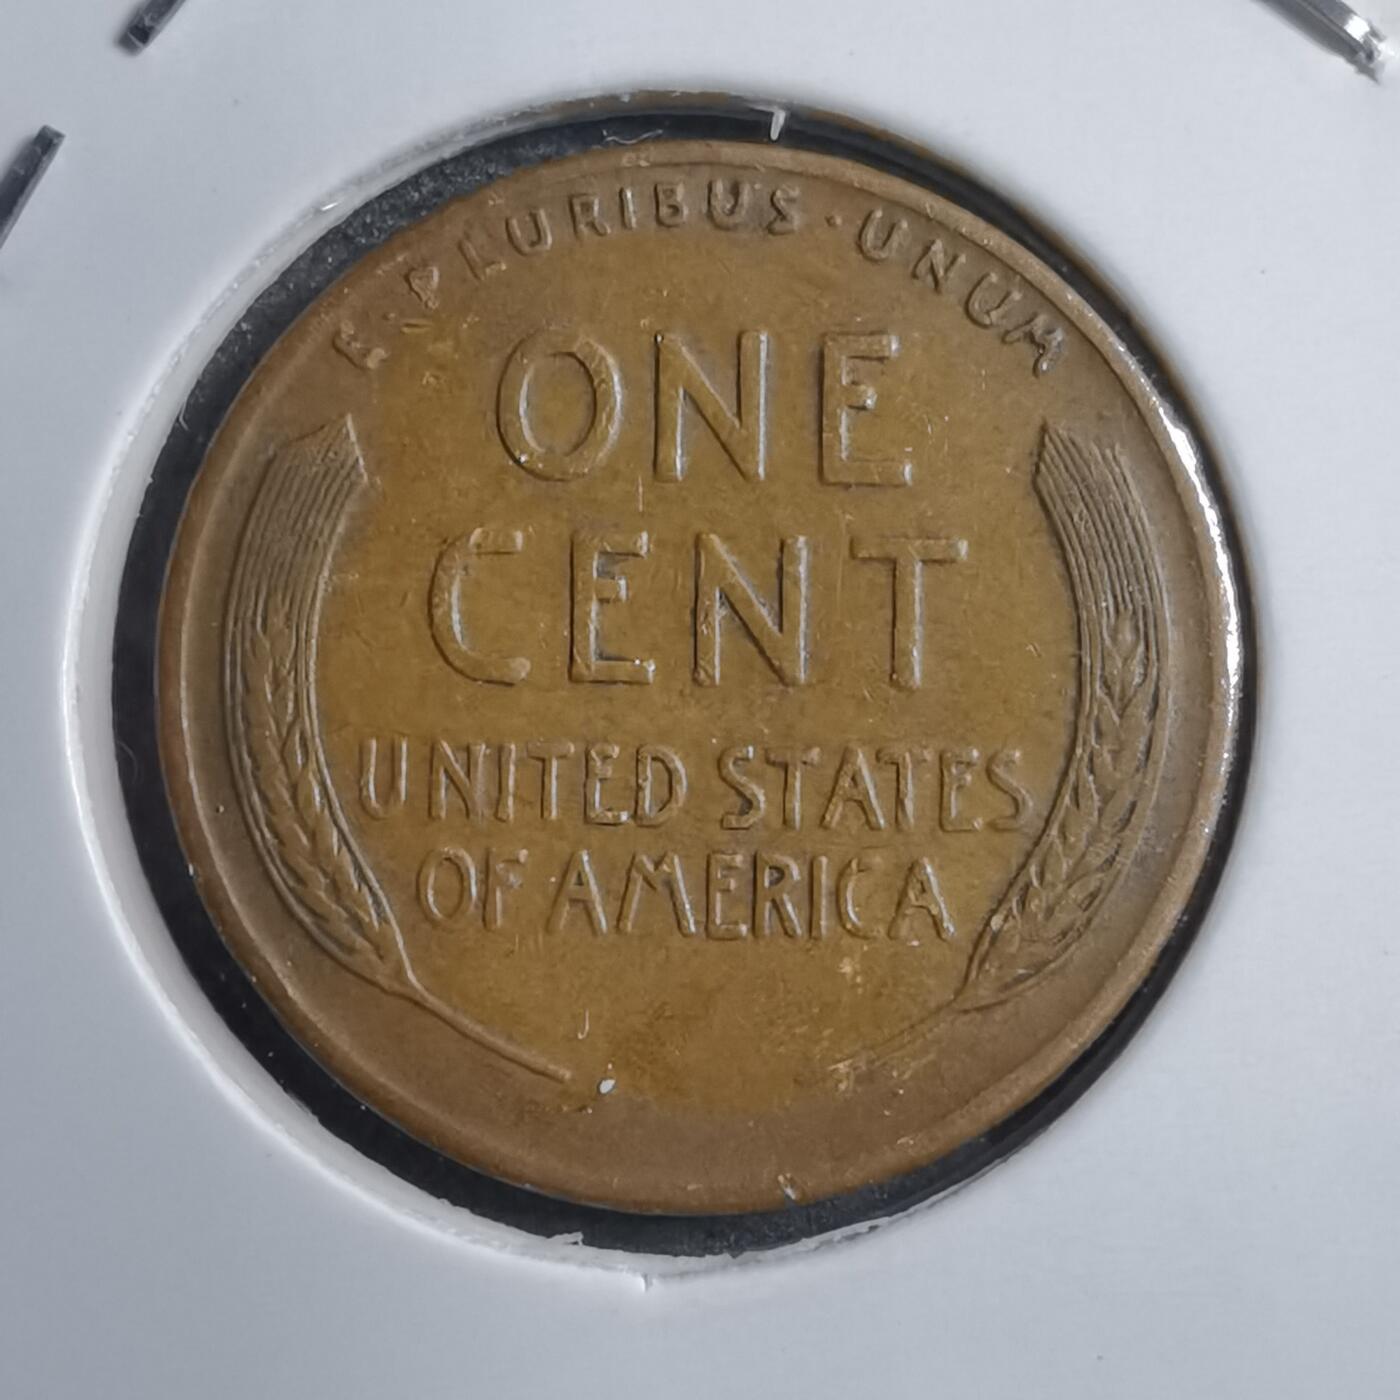 E·PLURIBUS·UNUM
ONE
CENT
UNITED STATES
OF AMERICA